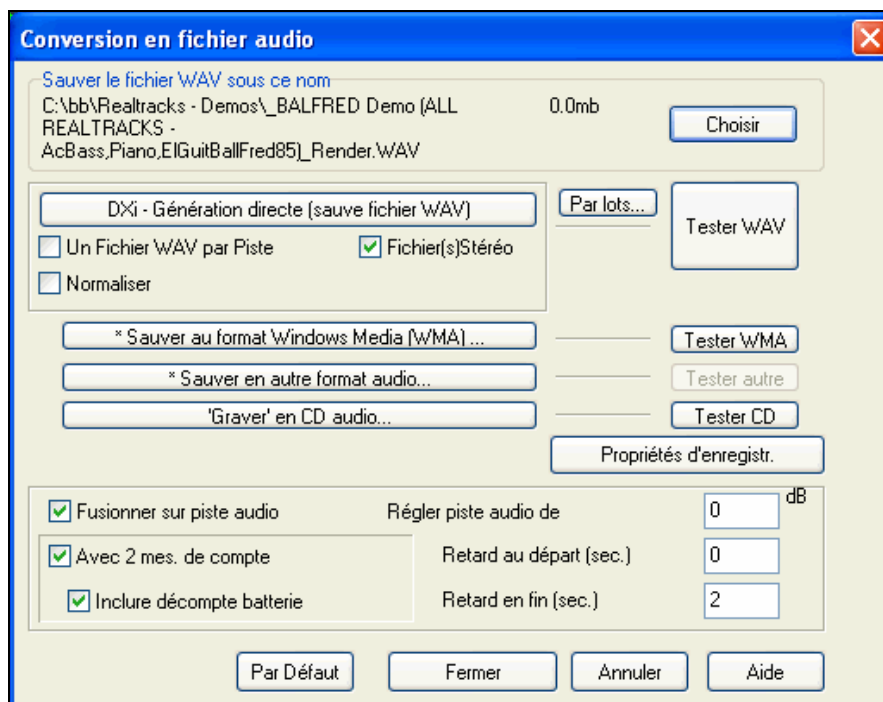 Conversion en fichier audio
Sauver le fichier WAV sous ce nom
C:\bb\Realtracks - Demos\_BALFRED Demo (ALL 0.0mb
REALTRACKS -
AcBass,Piano,ElGuitBallFred85)_Render.WAV
Choisir
DXi - Génération directe (sauve fichier WAV)
Par lots...
Tester WAV
Un Fichier WAV par Piste
Fichier(s)Stéréo
Normaliser
* Sauver au format Windows Media (WMA) ...
Tester WMA
* Sauver en autre format audio...
Tester autre
'Graver' en CD audio...
Tester CD
Propriétés d'enregistr.
Fusionner sur piste audio
Régler piste audio de
0
dB
Avec 2 mes. de compte
Retard au départ (sec.)
0
Inclure décompte batterie
Retard en fin (sec.)
2
Par Défaut
Fermer
Annuler
Aide